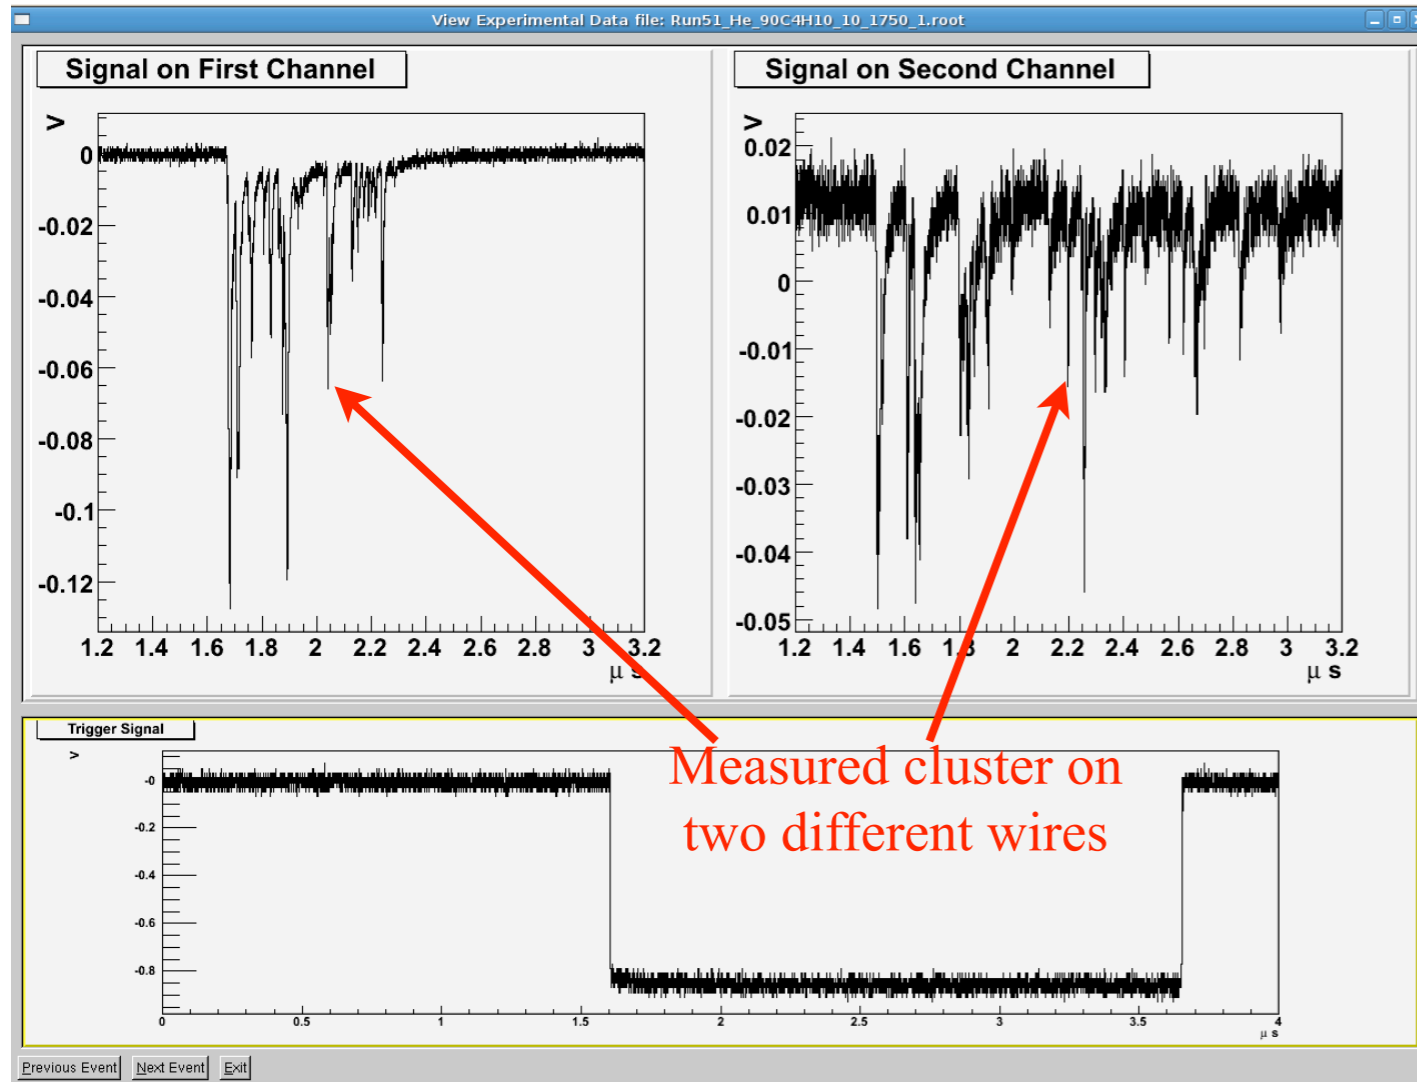 View Experimental Data file: Run51_He_90C4H10_10_1750_1.root
Signal on First Channel
V
0
-0.02
-0.04
-0.06
-0.08
-0.1
-0.12
1.2 1.4 1.6 1.8 2 2.2 2.4 2.6 2.8 3 3.2
μ s
Signal on Second Channel
V
0.02
0.01
0
-0.01
-0.02
-0.03
-0.04
-0.05
1.2 1.4 1.6 1.8 2 2.2 2.4 2.6 2.8 3 3.2
μ s
Trigger Signal
V
-0
-0.2
-0.4
-0.6
-0.8
0 0.5 1 1.5 2 2.5 3 3.5 4
μ s
Measured cluster on
two different wires
Previous Event Next Event Exit